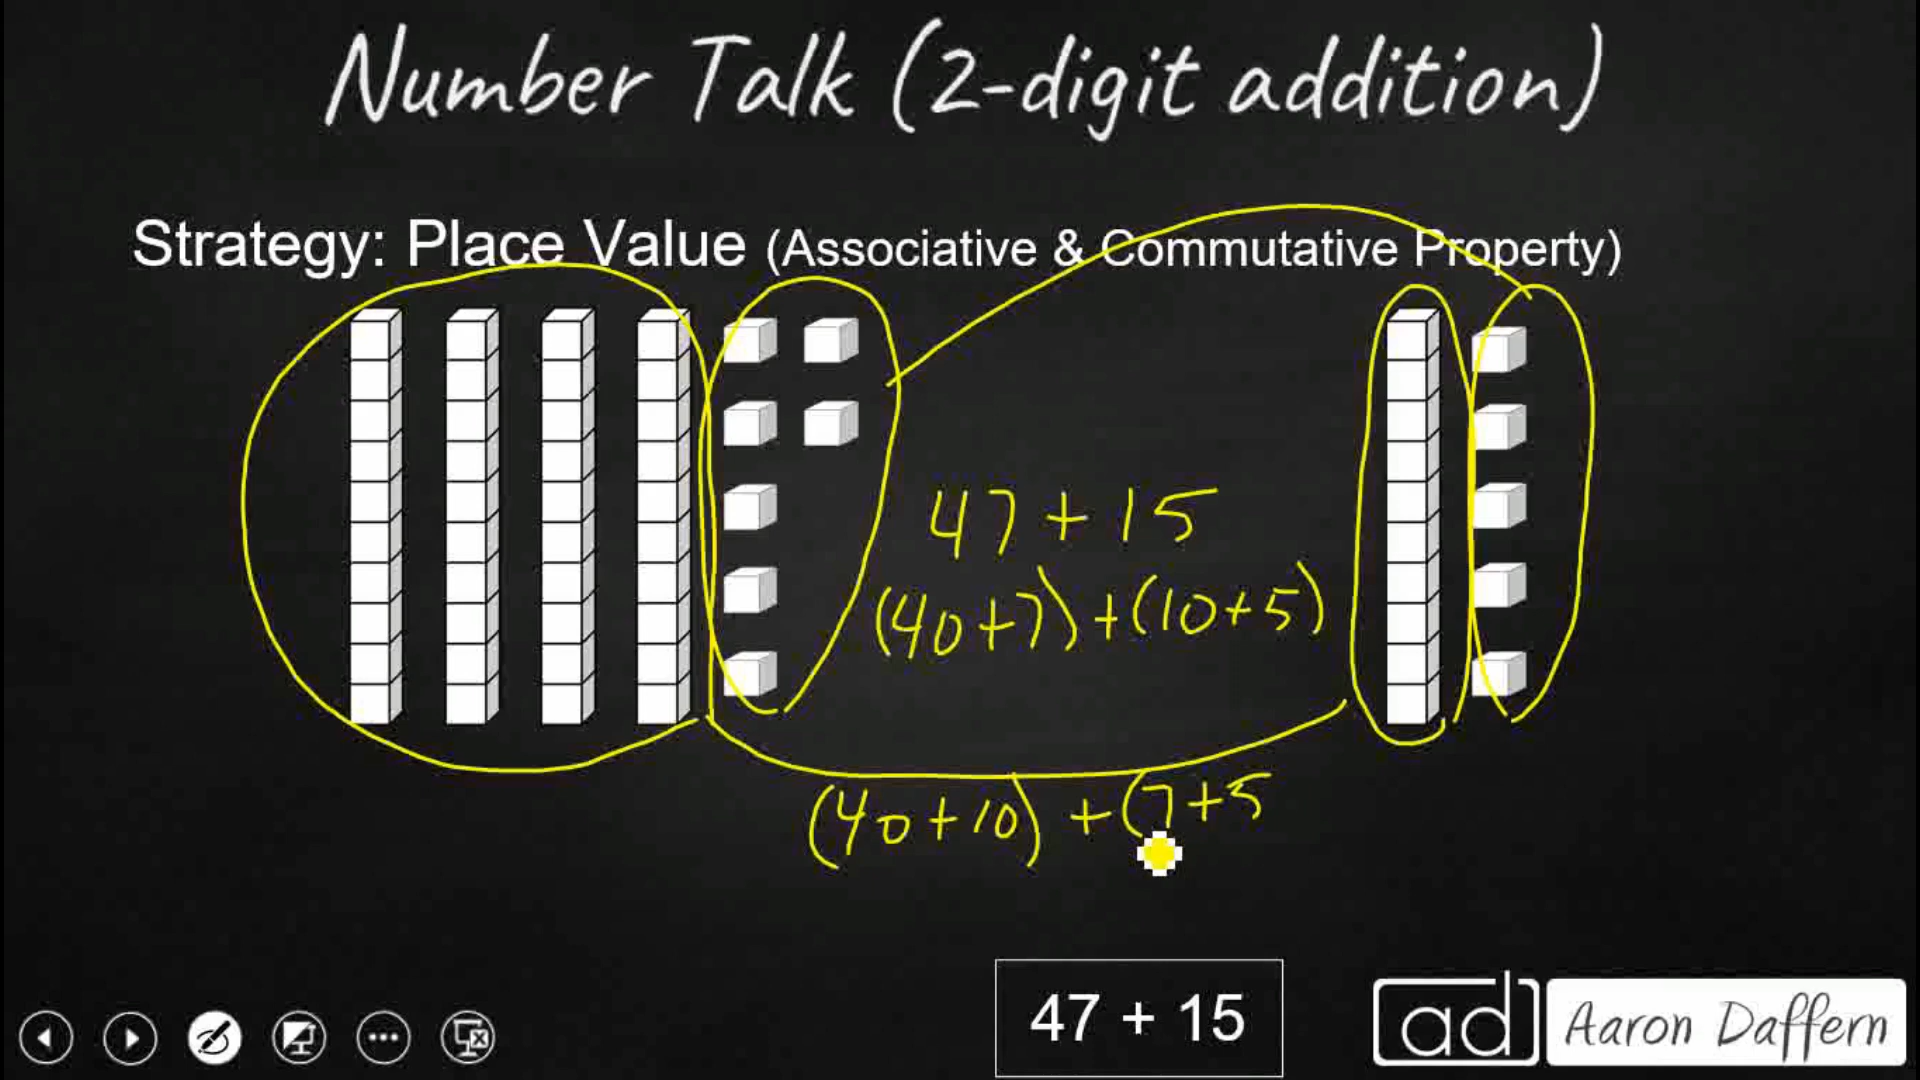 Number Talk (2-digit addition)
Strategy: Place Value (Associative & Commutative Property)
47 + 15
(40+7)+(10+5)
(40+10) +(7+5
47 + 15
ad Aaron Daffern